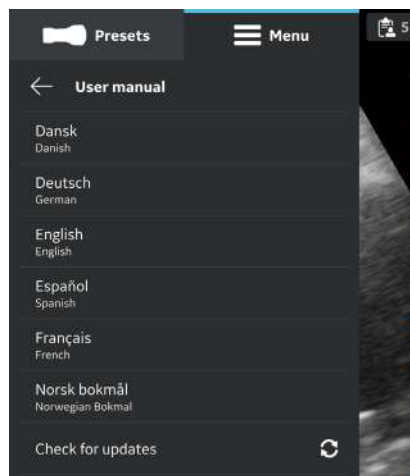 Presets
Menu
5
User manual
Dansk
Danish
Deutsch
German
English
English
Español
Spanish
Français
French
Norsk bokmål
Norwegian Bokmal
Check for updates